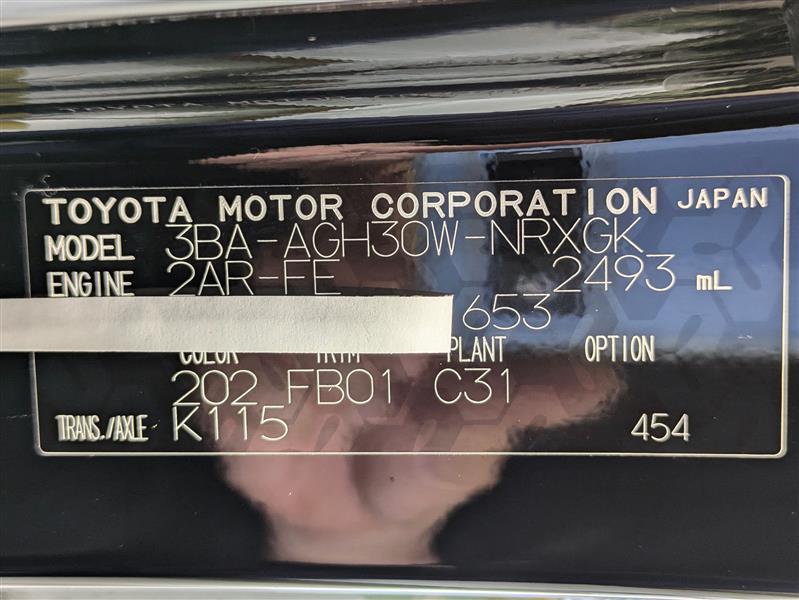 TOYOTA MOTOR CORPORATION JAPAN
MODEL 3BA-AGH30W-NRXGK
ENGINE 2AR-FE 2493 mL
653
COLOR TRIM PLANT OPTION
202 FB01 C31
TRANS./AXLE K115 454